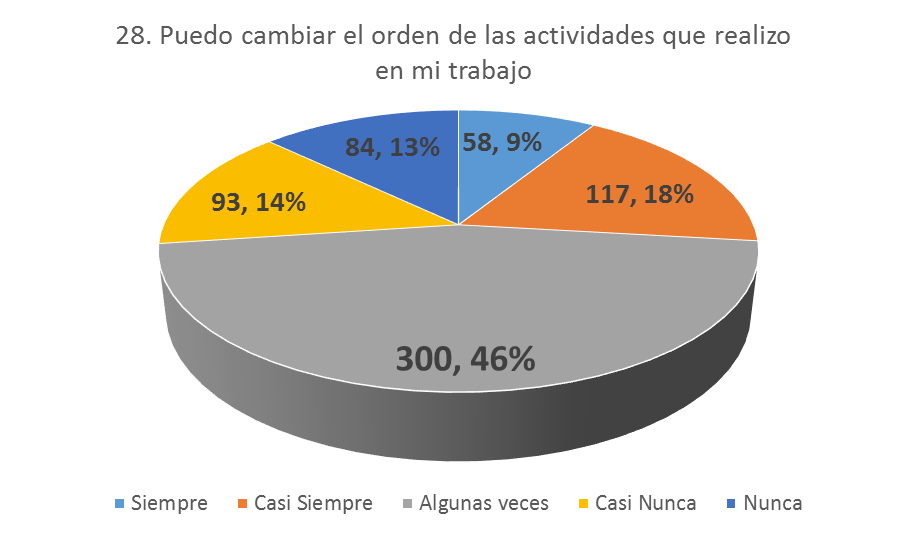 28. Puedo cambiar el orden de las actividades que realizo
en mi trabajo
84, 13%
58, 9%
93, 14%
117, 18%
300, 46%
Siempre
Casi Siempre
Algunas veces
Casi Nunca
Nunca